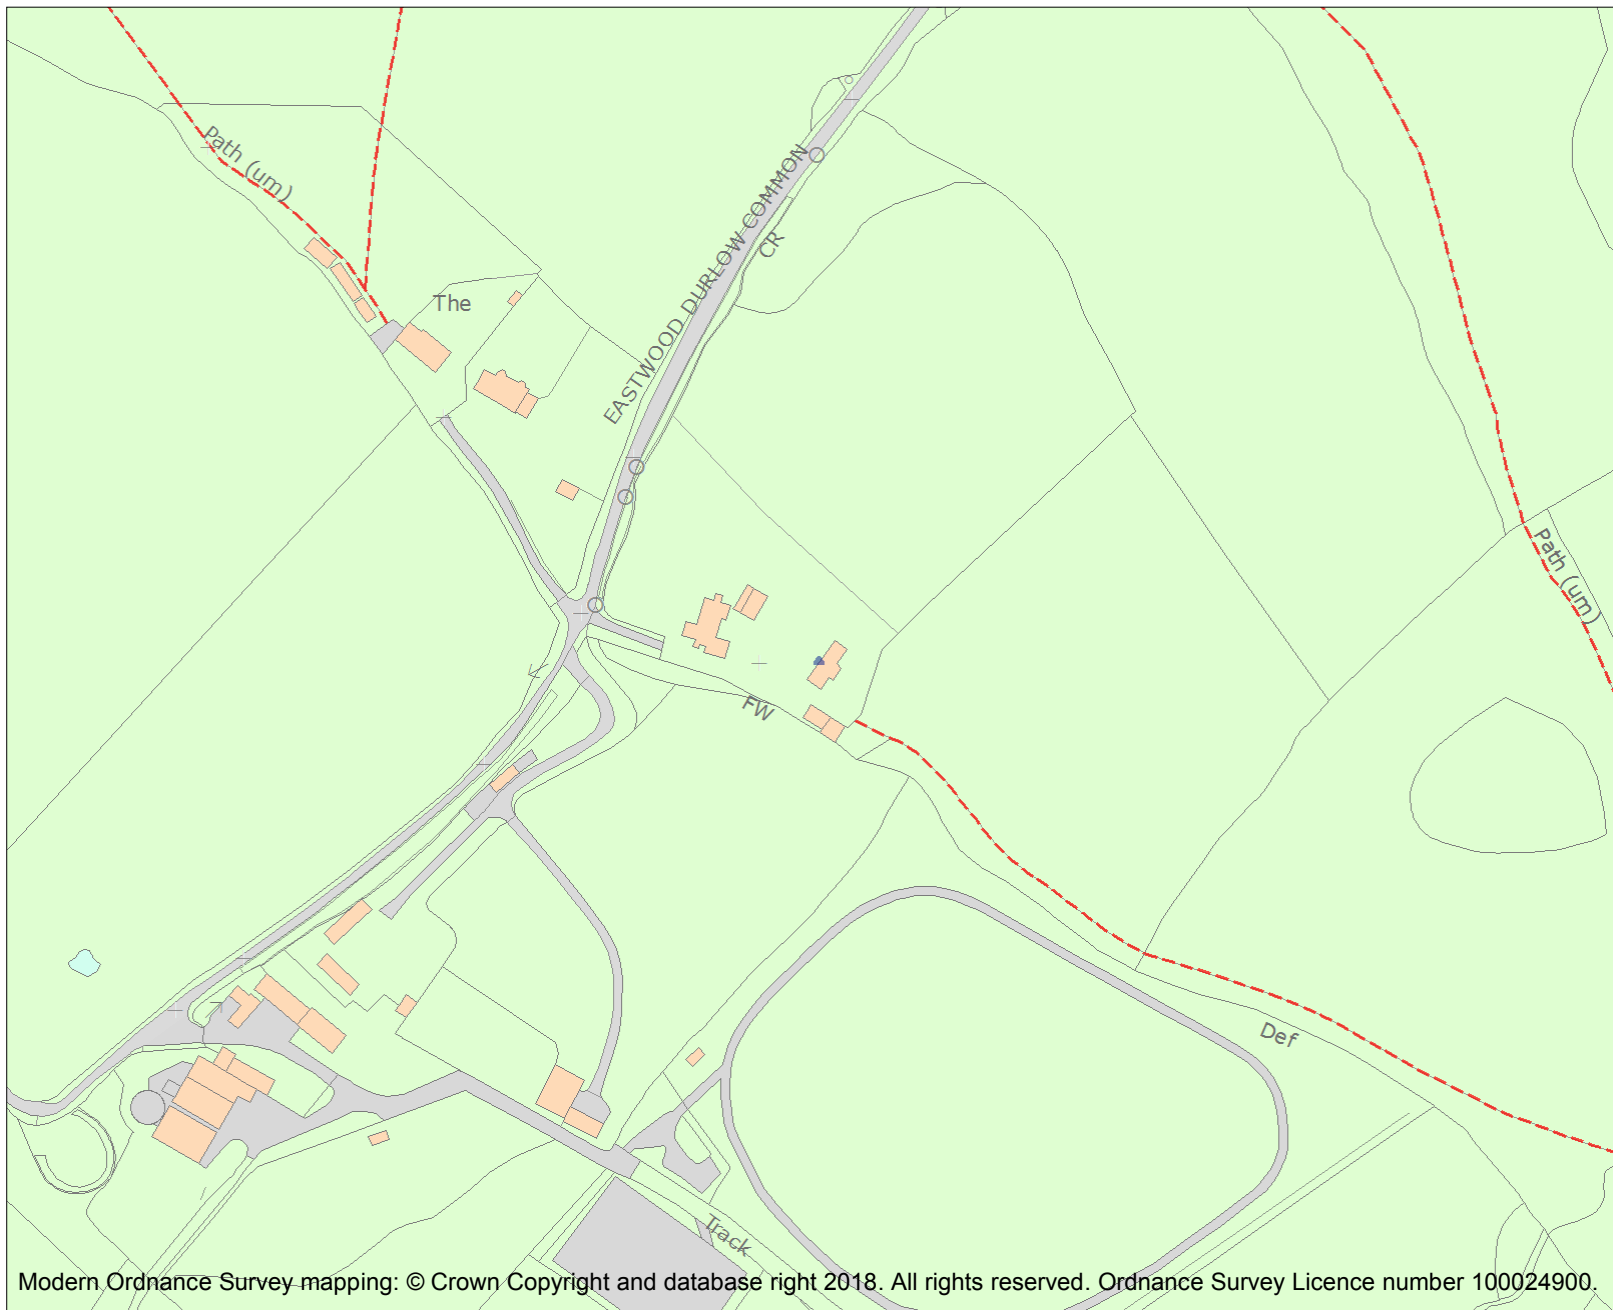 Path (um)
EASTWOOD DURLOW COMMON
CR
The
Path (um)
FW
Def
Track
Modern Ordnance Survey mapping: © Crown Copyright and database right 2018. All rights reserved. Ordnance Survey Licence number 100024900.